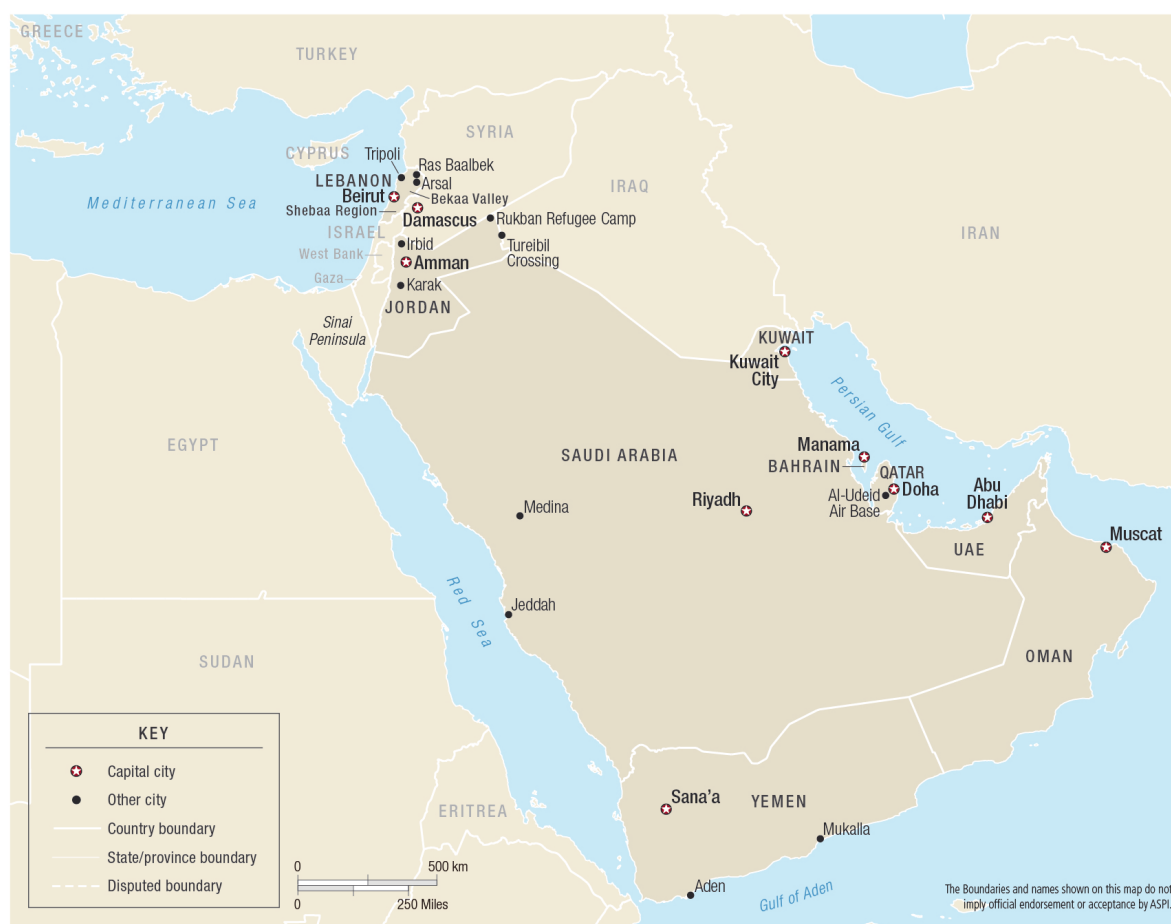 GREECE
TURKEY
SYRIA
CYPRUS
Tripoli
Ras Baalbek
Arsal
LEBANON
Bekaa Valley
Beirut
Shebaa Region
Damascus
IRAQ
Mediterranean Sea
Rukban Refugee Camp
ISRAEL
Irbid
Tureibil
Crossing
West Bank
Amman
IRAN
Gaza
Karak
JORDAN
Sinai
Peninsula
KUWAIT
Kuwait
City
Persian Gulf
EGYPT
SAUDI ARABIA
Manama
BAHRAIN
QATAR
Doha
Al-Udeid
Air Base
Abu
Dhabi
Riyadh
Medina
Muscat
UAE
Red Sea
Jeddah
OMAN
SUDAN
KEY
Capital city
Other city
Country boundary
State/province boundary
Disputed boundary
ERITREA
Sana'a
YEMEN
Mukalla
Aden
Gulf of Aden
0 500 km
0 250 Miles
The Boundaries and names shown on this map do not
imply official endorsement or acceptance by ASPI.